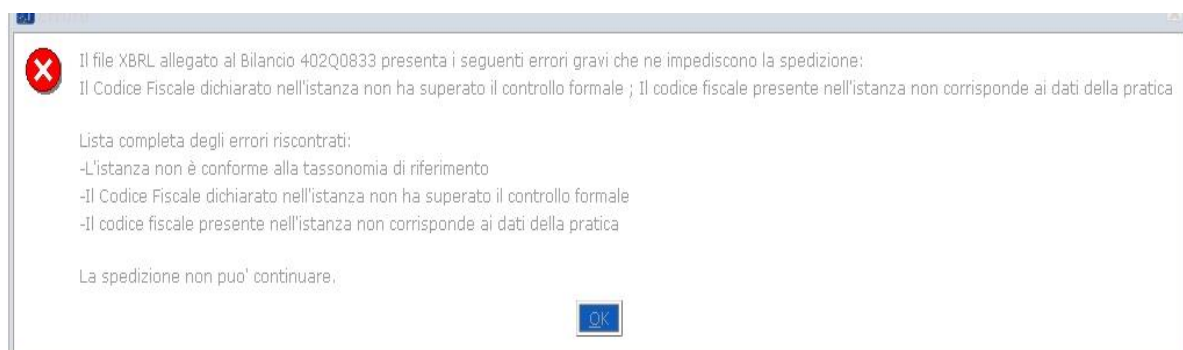 Il file XBRL allegato al Bilancio 402Q0833 presenta i seguenti errori gravi che ne impediscono la spedizione:
Il Codice Fiscale dichiarato nell'istanza non ha superato il controllo formale ; Il codice fiscale presente nell'istanza non corrisponde ai dati della pratica
Lista completa degli errori riscontrati:
-L'istanza non è conforme alla tassonomia di riferimento
-Il Codice Fiscale dichiarato nell'istanza non ha superato il controllo formale
-Il codice fiscale presente nell'istanza non corrisponde ai dati della pratica
La spedizione non puo' continuare.
OK